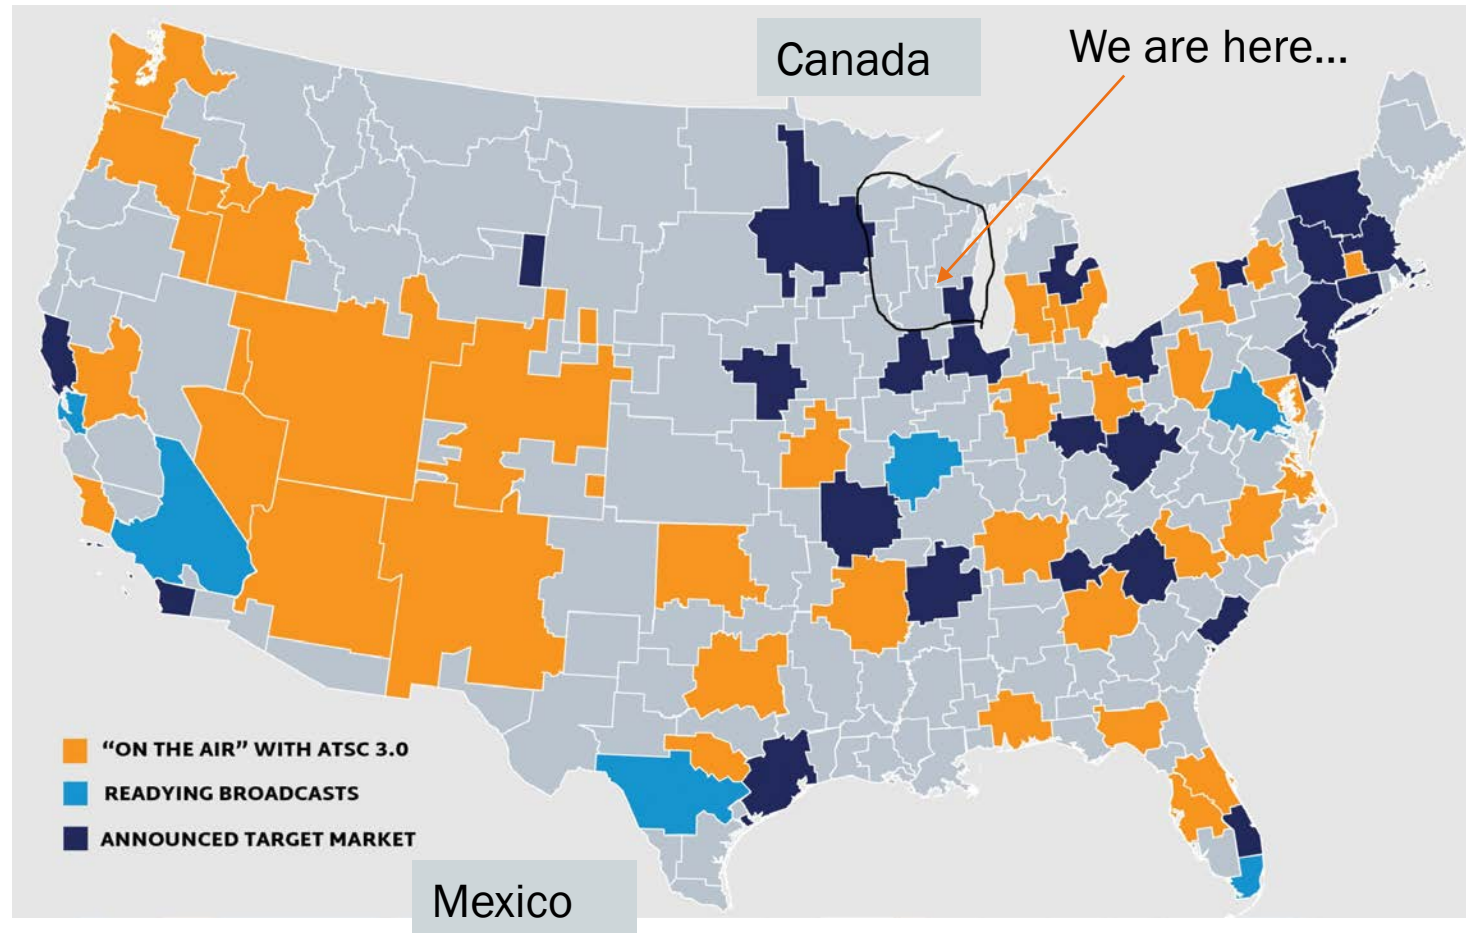 Canada
We are here...
“ON THE AIR” WITH ATSC 3.0
READYING BROADCASTS
ANNOUNCED TARGET MARKET
Mexico